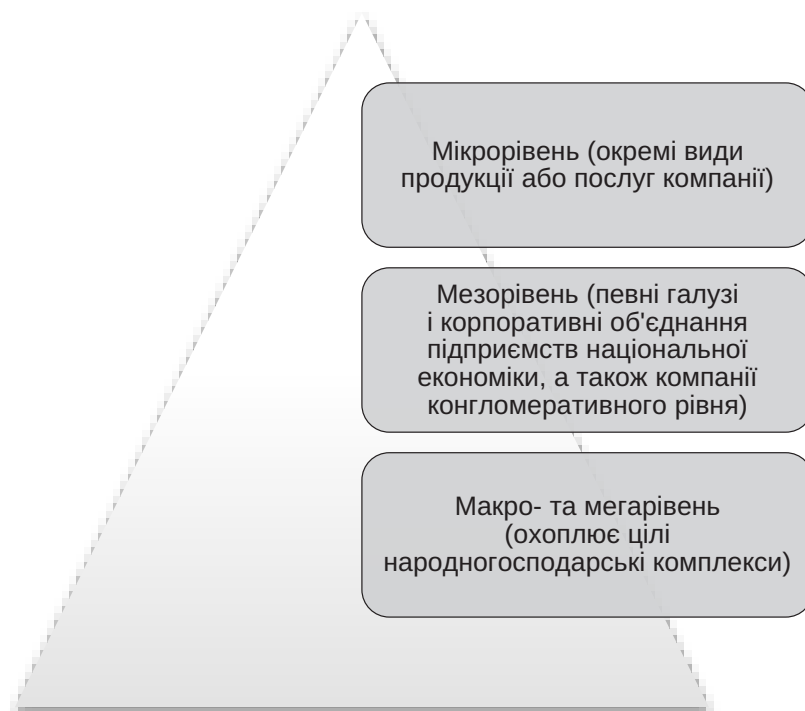 Мікрорівень (окремі види
продукції або послуг компанії)
Мезорівень (певні галузі
і корпоративні об'єднання
підприємств національної
економіки, а також компанії
конгломеративного рівня)
Макро- та мегарівень
(охоплює цілі
народногосподарські комплекси)